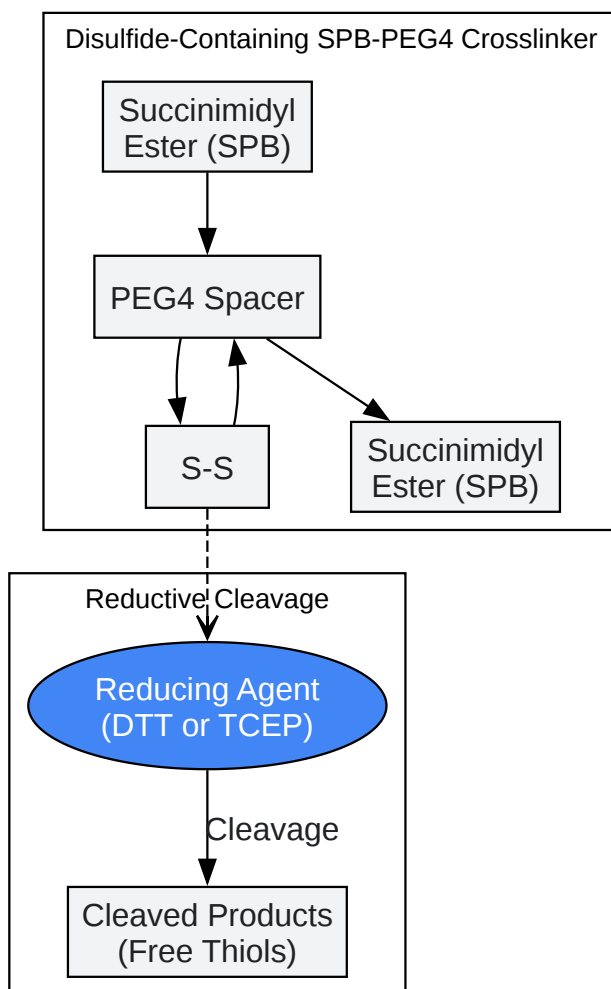 Disulfide-Containing SPB-PEG4 Crosslinker
Succinimidyl
Ester (SPB)
PEG4 Spacer
S-S
Succinimidyl
Ester (SPB)
Reductive Cleavage
Reducing Agent
(DTT or TCEP)
Cleavage
Cleaved Products
(Free Thiols)